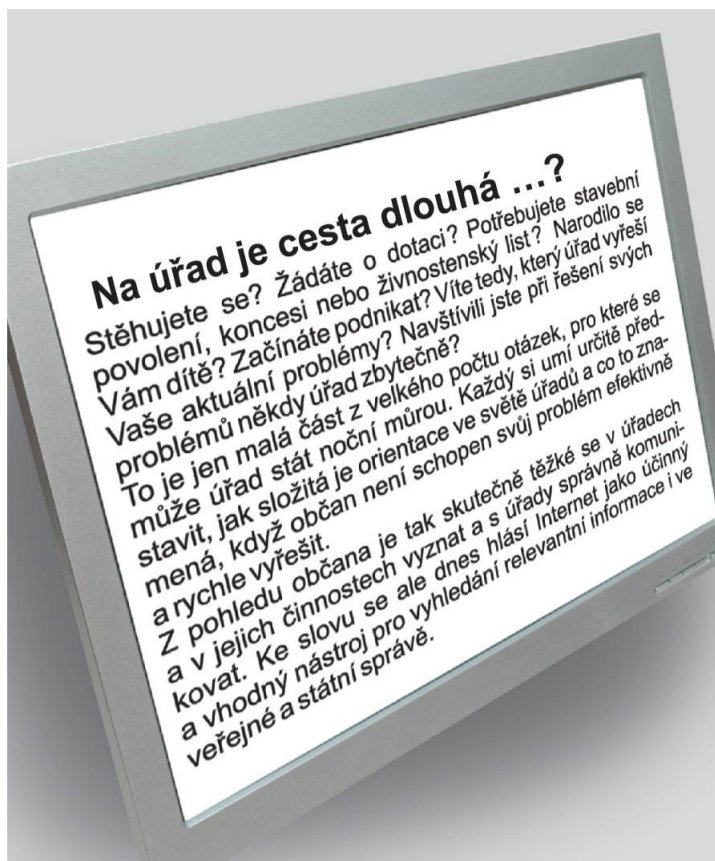 Na úřad je cesta dlouhá ...?
Stěhujete se? Žádáte o dotaci? Potřebujete stavební
povolení, koncesi nebo živnostenský list? Narodilo se
Vám dítě? Začínáte podnikat? Víte tedy, který úřad vyřeší
Vaše aktuální problémy? Navštívili jste při řešení svých
problémů někdy úřad zbytečně?
To je jen malá část z velkého počtu otázek, pro které se
může úřad stát noční můrou. Každý si umí určitě před-
stavit, jak složitá je orientace ve světě úřadů a co to zna-
mená, když občan není schopen svůj problém efektivně
a rychle vyřešit.
Z pohledu občana je tak skutečně těžké se v úřadech
a v jejich činnostech vyznat a s úřady správně komuni-
kovat. Ke slovu se ale dnes hlásí Internet jako účinný
a vhodný nástroj pro vyhledání relevantní informace i ve
veřejné a státní správě.